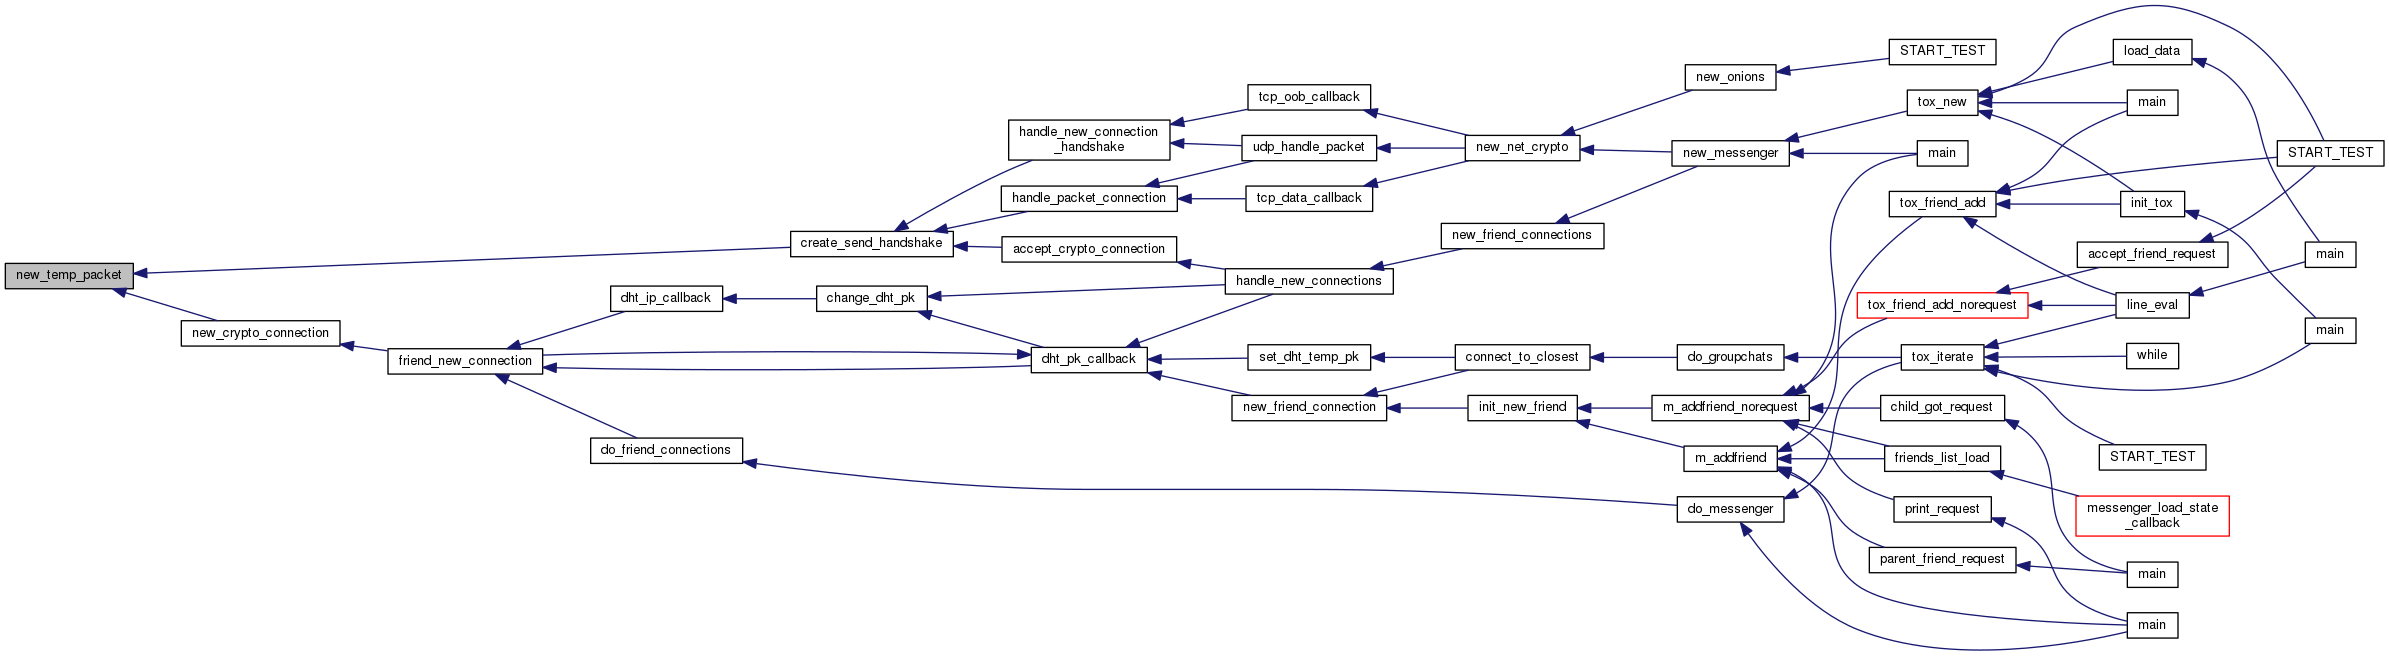 new_temp_packet
new_crypto_connection
friend_new_connection
dht_ip_callback
do_friend_connections
create_send_handshake
change_dht_pk
handle_new_connection
_handshake
handle_packet_connection
accept_crypto_connection
dht_pk_callback
tcp_oob_callback
udp_handle_packet
tcp_data_callback
handle_new_connections
set_dht_temp_pk
new_friend_connection
new_net_crypto
new_friend_connections
connect_to_closest
init_new_friend
new_onions
new_messenger
do_groupchats
m_addfriend_norequest
m_addfriend
do_messenger
START_TEST
tox_new
main
tox_friend_add
tox_friend_add_norequest
tox_iterate
child_got_request
friends_list_load
print_request
parent_friend_request
load_data
main
init_tox
accept_friend_request
line_eval
while
START_TEST
messenger_load_state
_callback
main
main
START_TEST
main
main